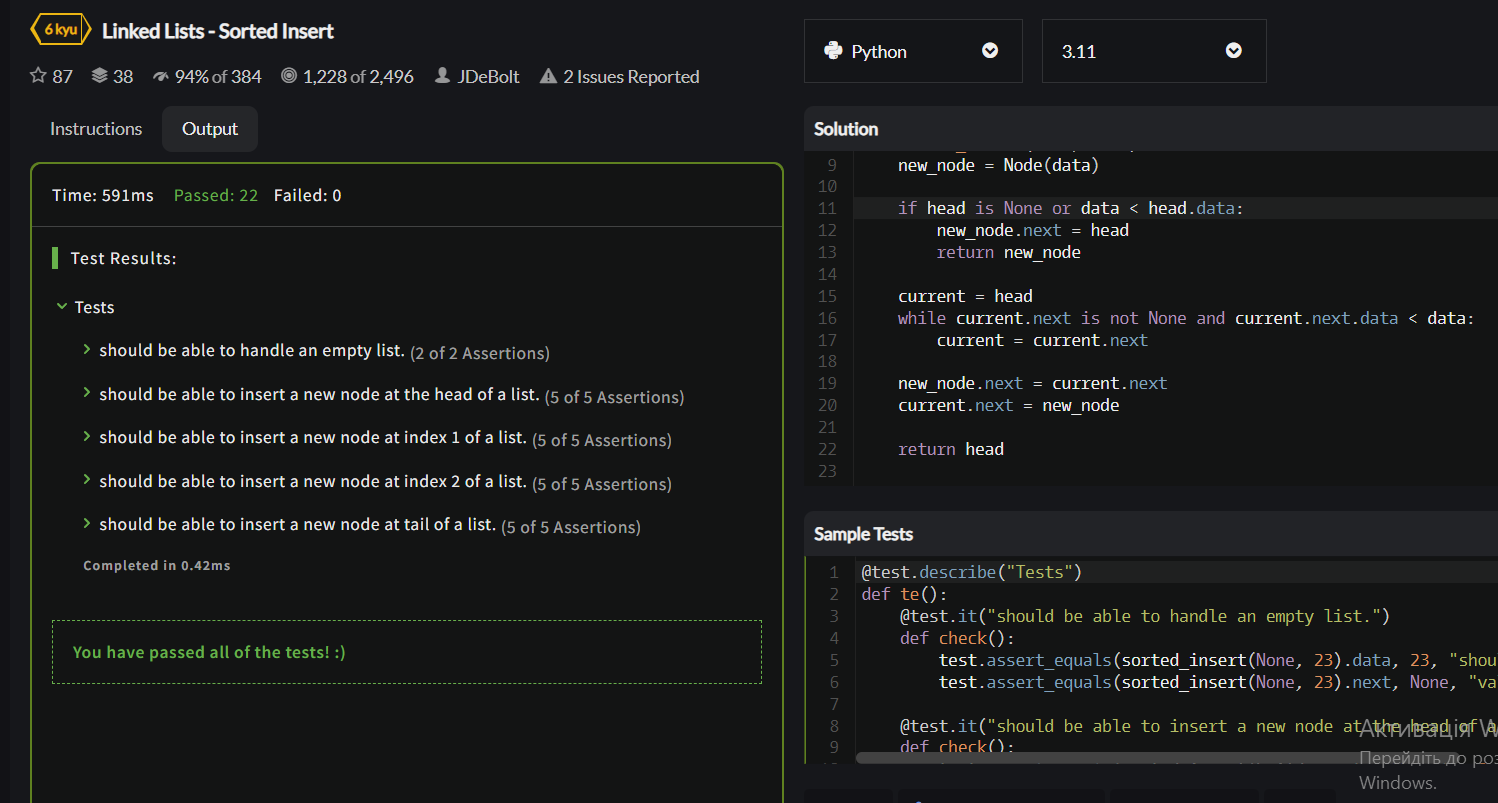 6 kyu Linked Lists - Sorted Insert
87 38 94% of 384 1,228 of 2,496 JDeBolt 2 Issues Reported
Instructions Output
Time: 591ms Passed: 22 Failed: 0
Test Results:
Tests
should be able to handle an empty list. (2 of 2 Assertions)
should be able to insert a new node at the head of a list. (5 of 5 Assertions)
should be able to insert a new node at index 1 of a list. (5 of 5 Assertions)
should be able to insert a new node at index 2 of a list. (5 of 5 Assertions)
should be able to insert a new node at tail of a list. (5 of 5 Assertions)
Completed in 0.42ms
You have passed all of the tests! :)
Python 3.11
Solution
9 new_node = Node(data)
10
11 if head is None or data < head.data:
12 new_node.next = head
13 return new_node
14
15 current = head
16 while current.next is not None and current.next.data < data:
17 current = current.next
18
19 new_node.next = current.next
20 current.next = new_node
21
22 return head
23
Sample Tests
1 @test.describe("Tests")
2 def te():
3 @test.it("should be able to handle an empty list.")
4 def check():
5 test.assert_equals(sorted_insert(None, 23).data, 23, "shou
6 test.assert_equals(sorted_insert(None, 23).next, None, "va
7
8 @test.it("should be able to insert a new node at the head of a
9 def check():
Активація W
Перейдіть до роз
Windows.